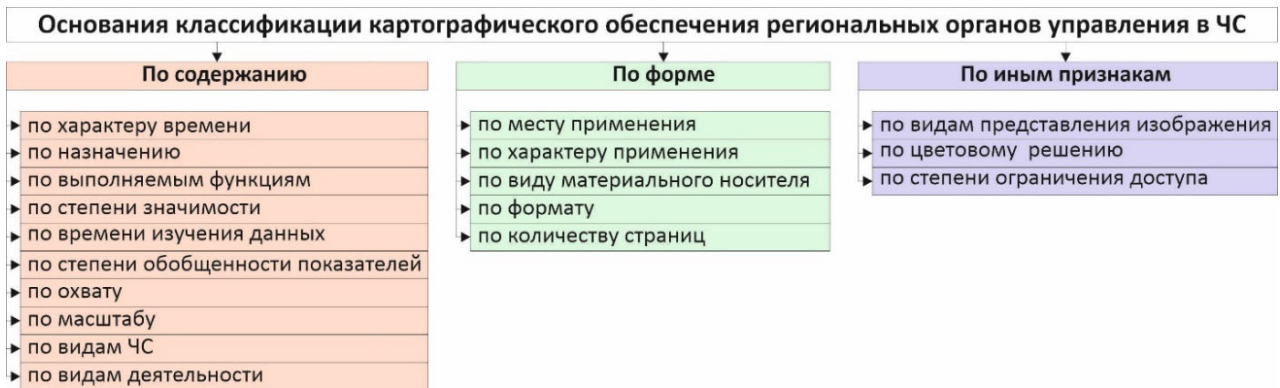 Основания классификации картографического обеспечения региональных органов управления в ЧС
По содержанию
по характеру времени
по назначению
по выполняемым функциям
по степени значимости
по времени изучения данных
по степени обобщенности показателей
по охвату
по масштабу
по видам ЧС
по видам деятельности
По форме
по месту применения
по характеру применения
по виду материального носителя
по формату
по количеству страниц
По иным признакам
по видам представления изображения
по цветовому решению
по степени ограничения доступа